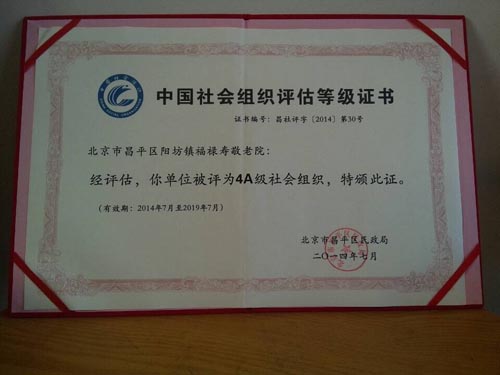 中国社会组织评估等级证书
证书编号：昌社评字［2014］第30号
北京市昌平区阳坊镇福禄寿敬老院：
经评估，你单位被评为4A级社会组织，特颁此证。
（有效期：2014年7月至2019年7月）
北京市昌平区民政局
二〇一四年七月